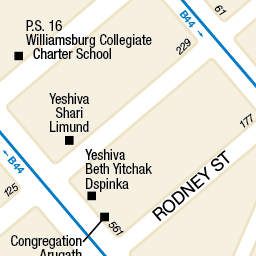 P.S. 16
Williamsburg Collegiate
Charter School
B44
61
229
Yeshiva
Shari
Limund
177
B44
Yeshiva
Beth Yitchak
Dspinka
RODNEY ST
125
561
Congregation
Arugath